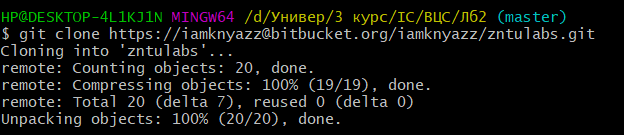 HP@DESKTOP-4L1KJ1N MINGW64 /d/Универ/3 курс/ІС/ВЦС/Лб2 (master)
$ git clone https://iamknyazz@bitbucket.org/iamknyazz/zntulabs.git
Cloning into 'zntulabs'...
remote: Counting objects: 20, done.
remote: Compressing objects: 100% (19/19), done.
remote: Total 20 (delta 7), reused 0 (delta 0)
Unpacking objects: 100% (20/20), done.